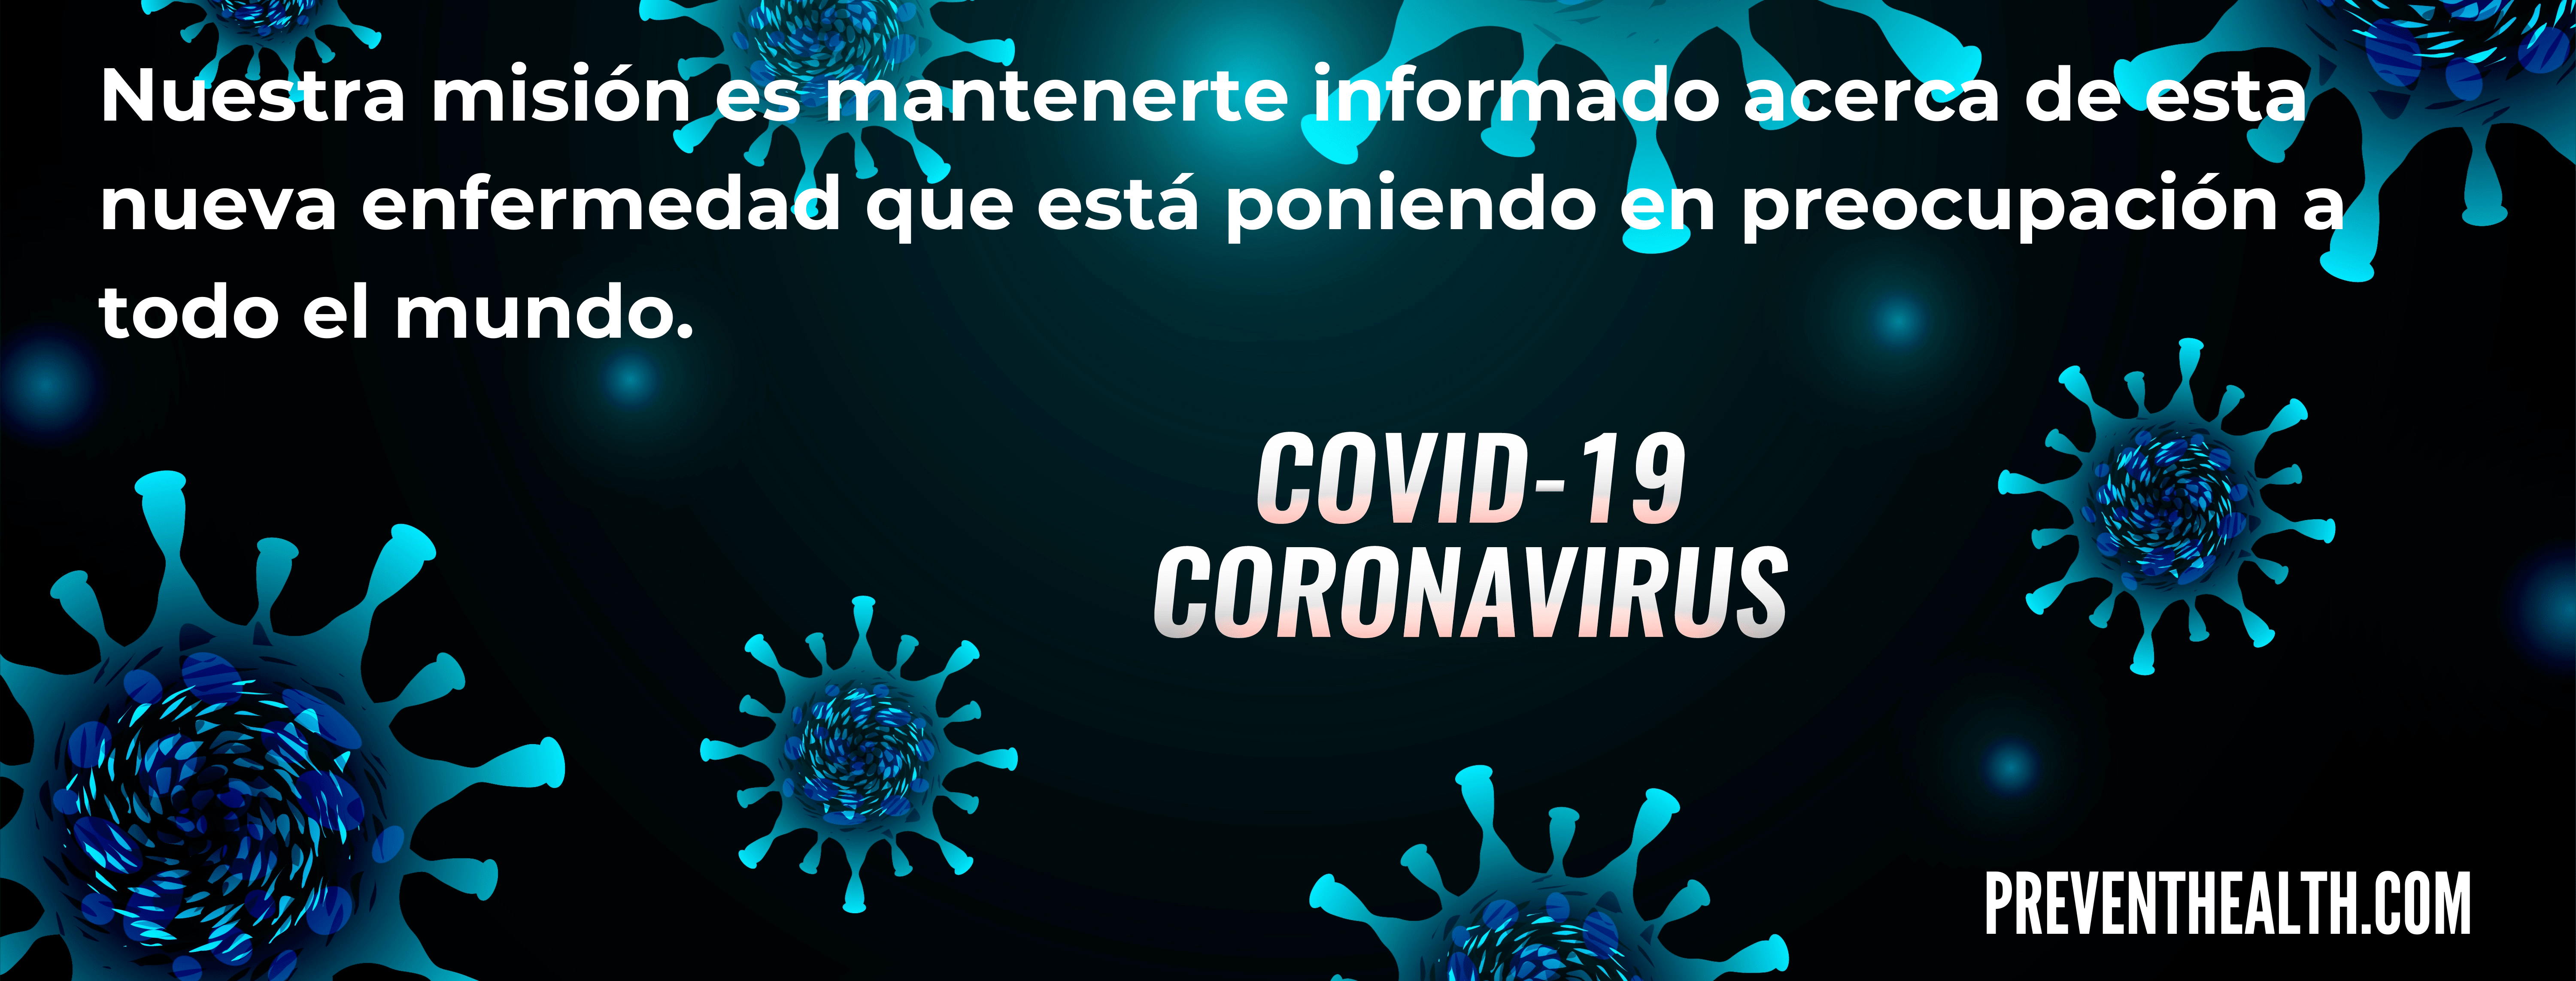 Nuestra misión es mantenerte informado acerca de esta
nueva enfermedad que está poniendo en preocupación a
todo el mundo.
COVID-19
CORONAVIRUS
PREVENTHEALTH.COM